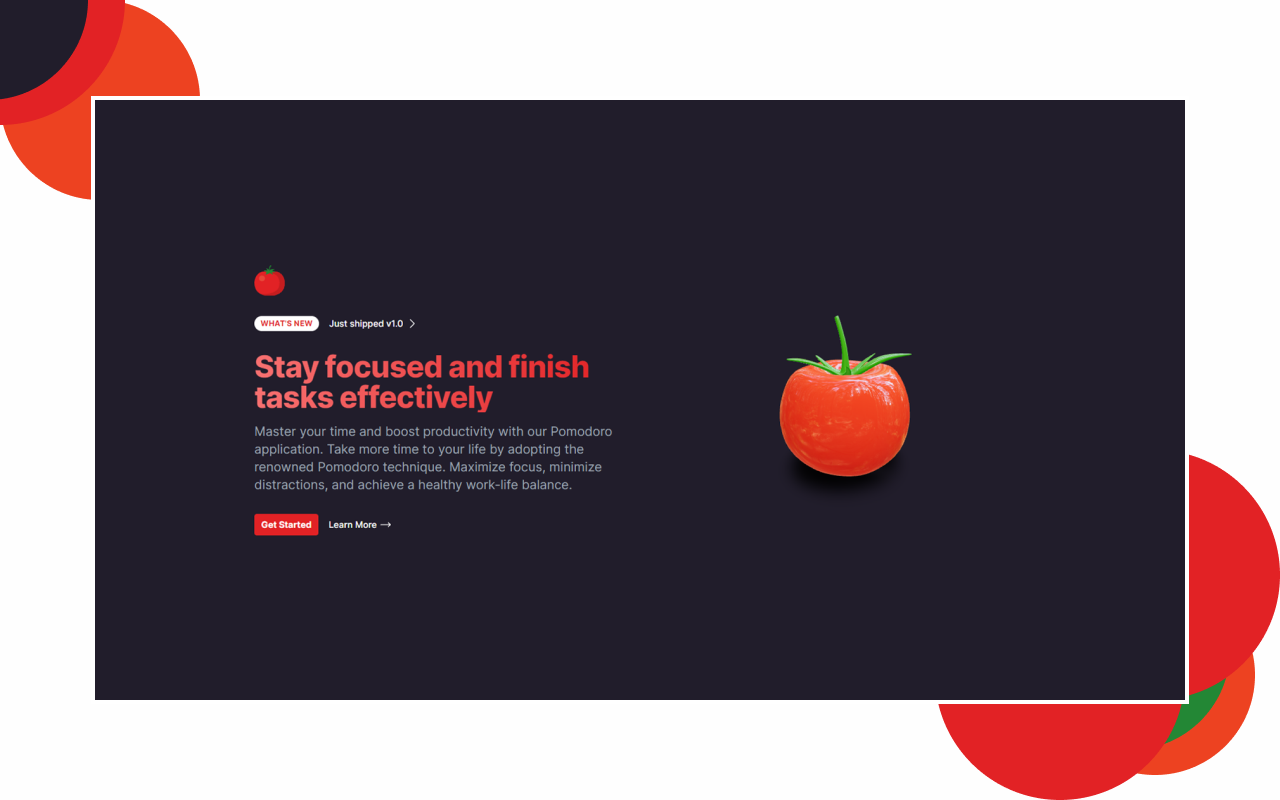 WHAT'S NEW Just shipped v1.0
Stay focused and finish
tasks effectively
Master your time and boost productivity with our Pomodoro
application. Take more time to your life by adopting the
renowned Pomodoro technique. Maximize focus, minimize
distractions, and achieve a healthy work-life balance.
Get Started Learn More →